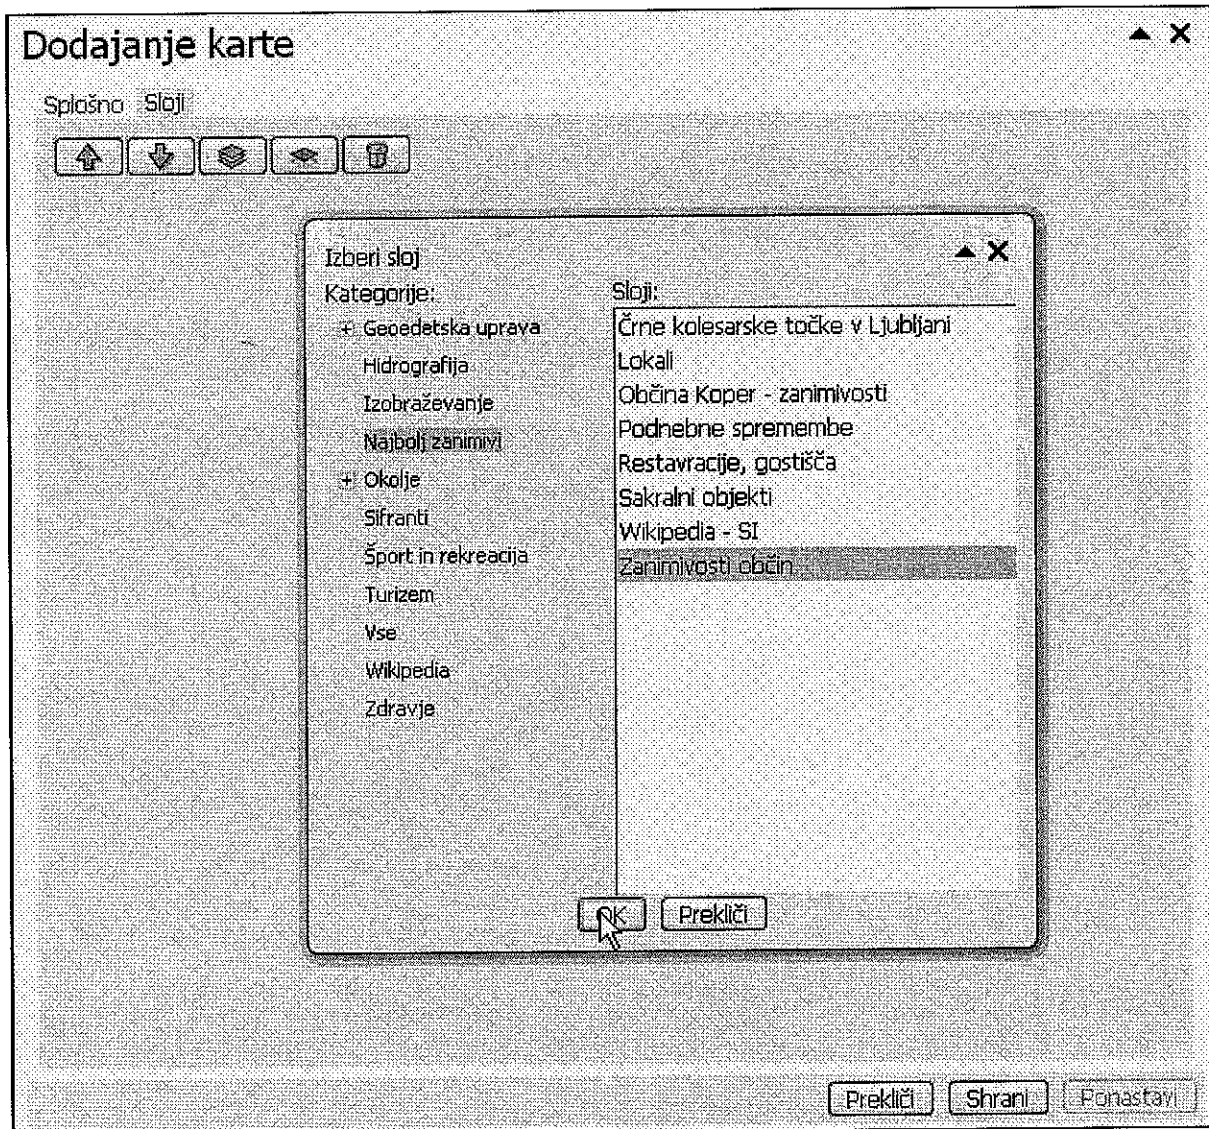 Dodajanje karte
Splošno Sloji
Izberi sloj
Kategorije:
+ Geoedetska uprava
Hidrografija
Izobraževanje
Najbolj zanimivi
+ Okolje
Sifranti
Šport in rekreacija
Turizem
Vse
Wikipedia
Zdravje
Sloji:
Črne kolesarske točke v Ljubljani
Lokali
Občina Koper - zanimivosti
Podnebne spremembe
Restavracije, gostišča
Sakralni objekti
Wikipedia - SI
Zanimivosti občin
OK Prekliči
Prekliči Shrani Ponastavi